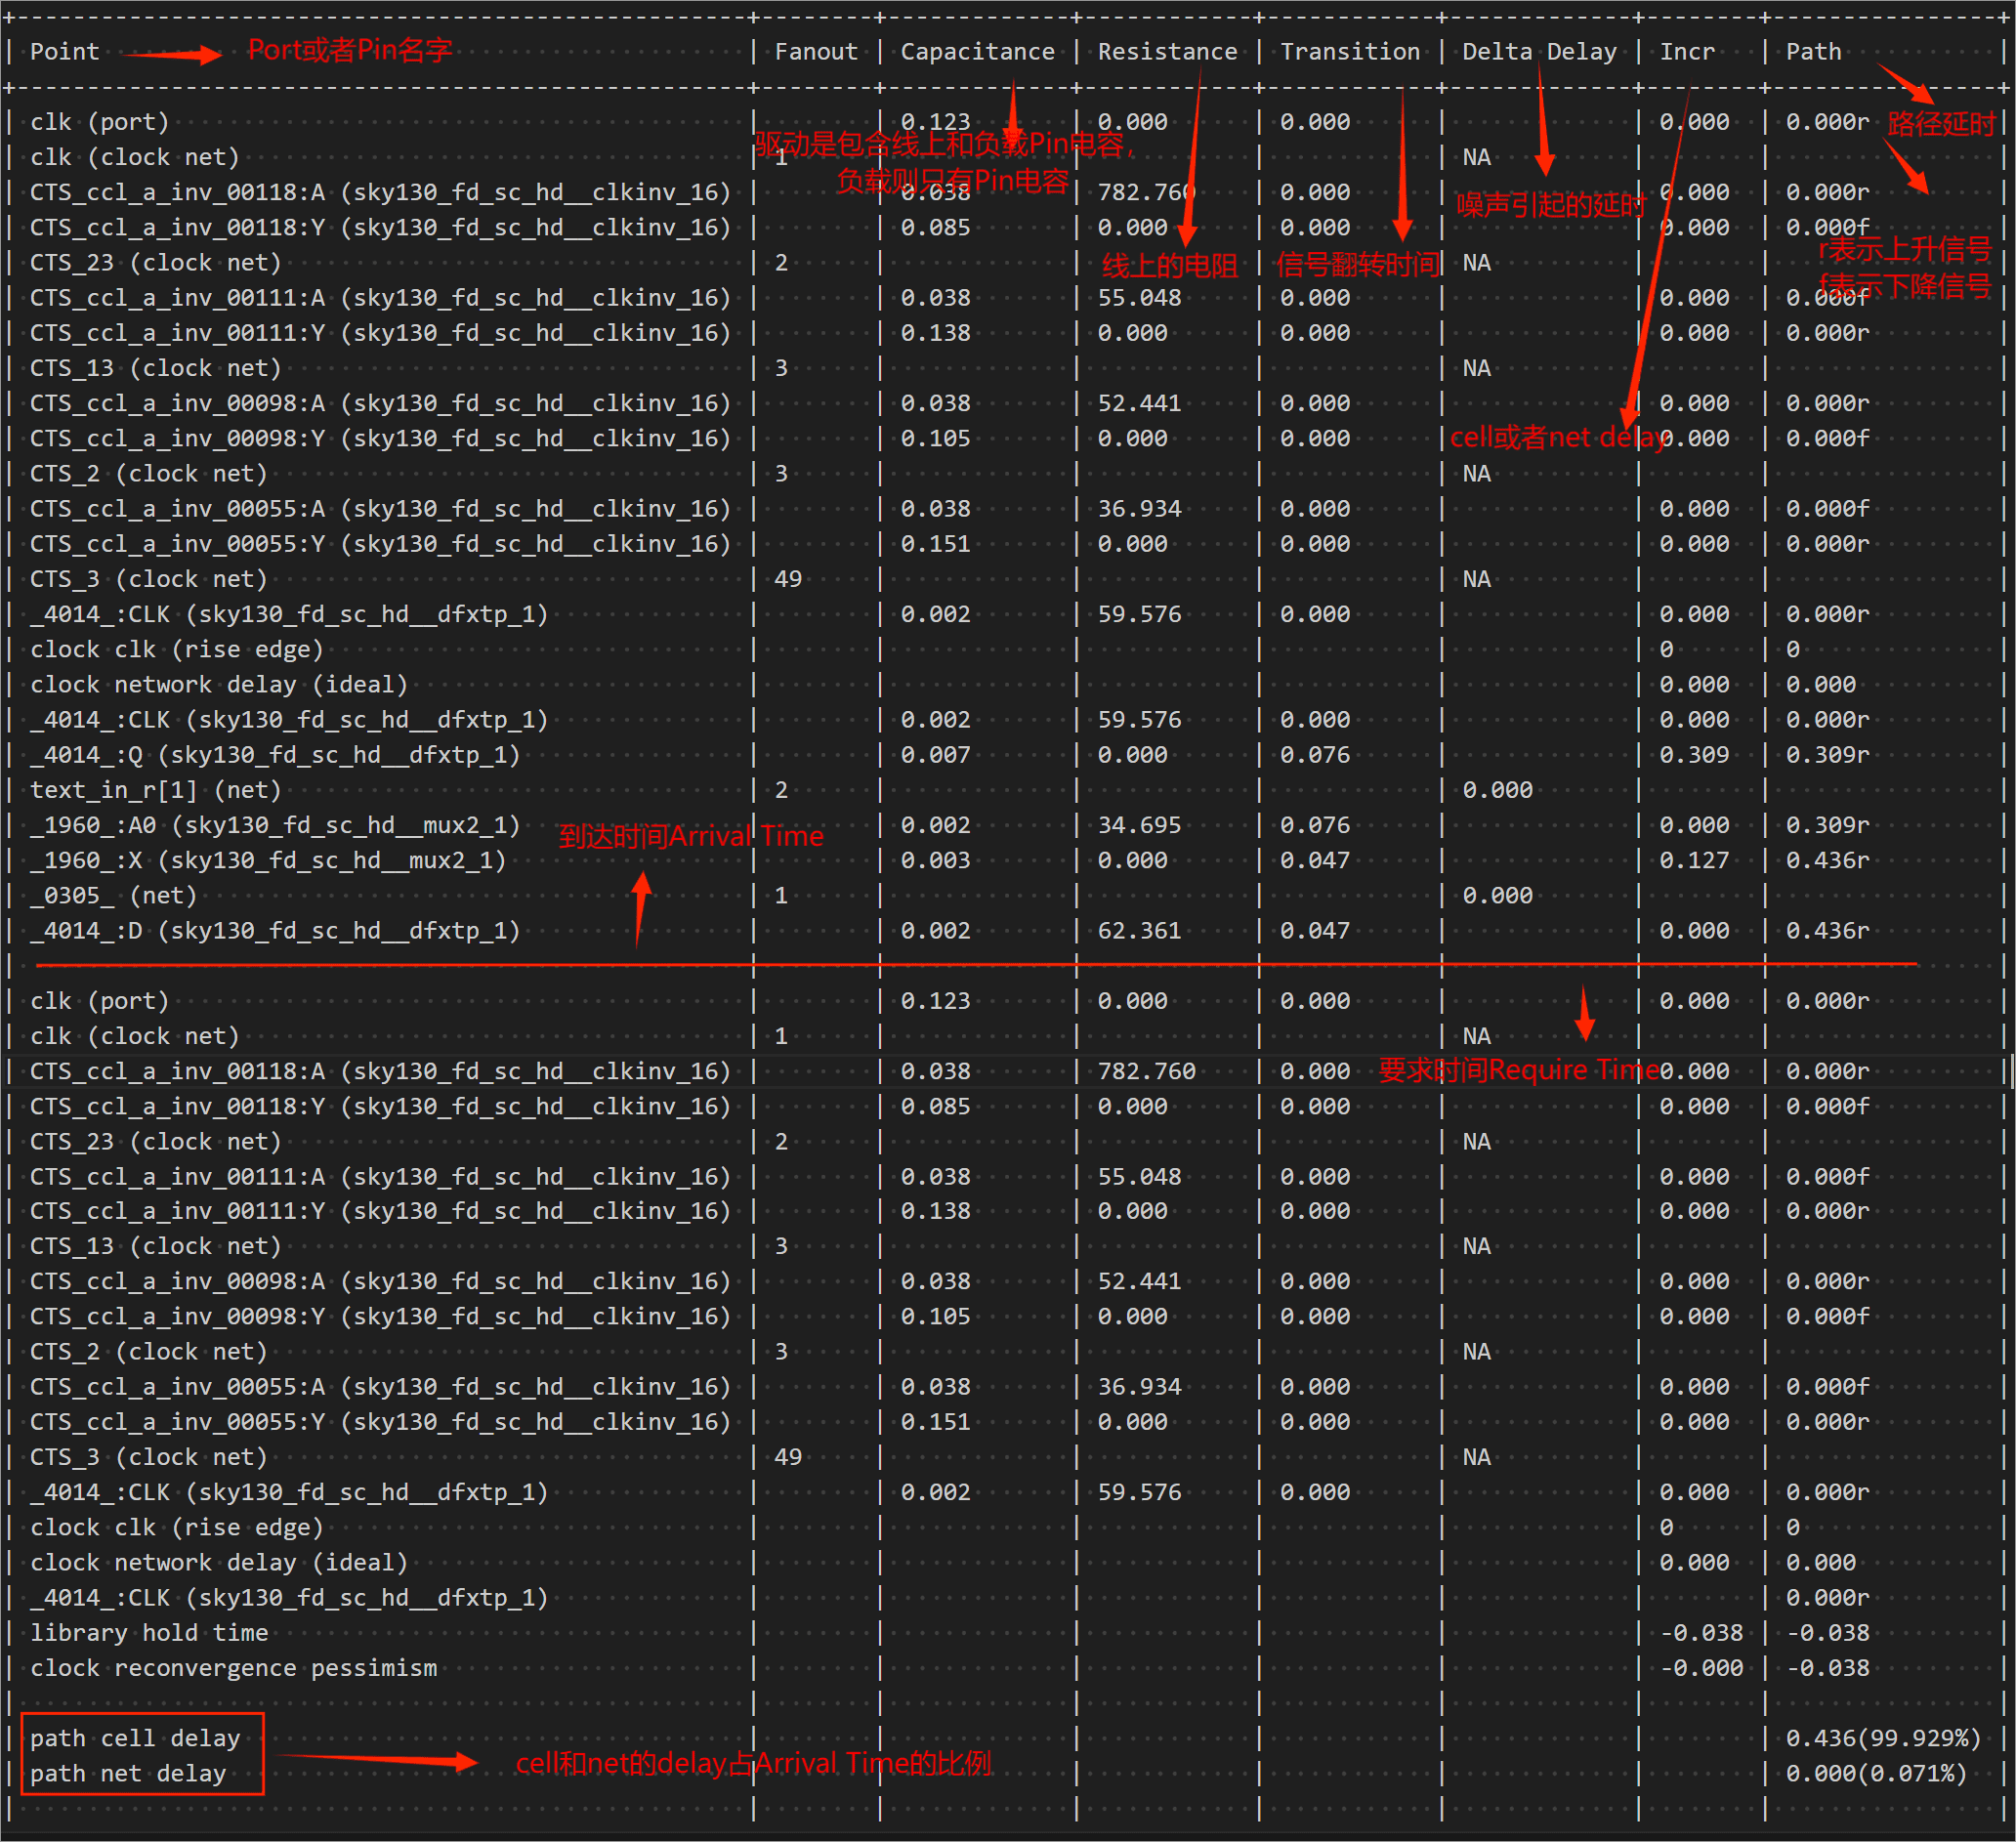 | Point | Fanout | Capacitance | Resistance | Transition | Delta Delay | Incr | Path |
Port或者Pin名字
| clk (port) | | 0.123 | 0.000 | 0.000 | | 0.000 | 0.000r |
路径延时
驱动是包含线上和负载Pin电容，
| clk (clock net) | 1 | | | | NA | | |
负载则只有Pin电容
| CTS_ccl_a_inv_00118:A (sky130_fd_sc_hd__clkinv_16) | | 0.038 | 782.760 | 0.000 | | 0.000 | 0.000r |
噪声引起的延时
| CTS_ccl_a_inv_00118:Y (sky130_fd_sc_hd__clkinv_16) | | 0.085 | 0.000 | 0.000 | | 0.000 | 0.000f |
r表示上升信号
| CTS_23 (clock net) | 2 | | | | NA | | |
线上的电阻
信号翻转时间
f表示下降信号
| CTS_ccl_a_inv_00111:A (sky130_fd_sc_hd__clkinv_16) | | 0.038 | 55.048 | 0.000 | | 0.000 | 0.000f |
| CTS_ccl_a_inv_00111:Y (sky130_fd_sc_hd__clkinv_16) | | 0.138 | 0.000 | 0.000 | | 0.000 | 0.000r |
| CTS_13 (clock net) | 3 | | | | NA | | |
| CTS_ccl_a_inv_00098:A (sky130_fd_sc_hd__clkinv_16) | | 0.038 | 52.441 | 0.000 | | 0.000 | 0.000r |
| CTS_ccl_a_inv_00098:Y (sky130_fd_sc_hd__clkinv_16) | | 0.105 | 0.000 | 0.000 | | 0.000 | 0.000f |
cell或者net delay
| CTS_2 (clock net) | 3 | | | | NA | | |
| CTS_ccl_a_inv_00055:A (sky130_fd_sc_hd__clkinv_16) | | 0.038 | 36.934 | 0.000 | | 0.000 | 0.000f |
| CTS_ccl_a_inv_00055:Y (sky130_fd_sc_hd__clkinv_16) | | 0.151 | 0.000 | 0.000 | | 0.000 | 0.000r |
| CTS_3 (clock net) | 49 | | | | NA | | |
| _4014_:CLK (sky130_fd_sc_hd__dfxtp_1) | | 0.002 | 59.576 | 0.000 | | 0.000 | 0.000r |
| clock clk (rise edge) | | | | | | 0 | 0 |
| clock network delay (ideal) | | | | | | 0.000 | 0.000 |
| _4014_:CLK (sky130_fd_sc_hd__dfxtp_1) | | 0.002 | 59.576 | 0.000 | | 0.000 | 0.000r |
| _4014_:Q (sky130_fd_sc_hd__dfxtp_1) | | 0.007 | 0.000 | 0.076 | | 0.309 | 0.309r |
| text_in_r[1] (net) | 2 | | | | 0.000 | | |
| _1960_:A0 (sky130_fd_sc_hd__mux2_1) | | 0.002 | 34.695 | 0.076 | | 0.000 | 0.309r |
到达时间Arrival Time
| _1960_:X (sky130_fd_sc_hd__mux2_1) | | 0.003 | 0.000 | 0.047 | | 0.127 | 0.436r |
| _0305_ (net) | 1 | | | | 0.000 | | |
| _4014_:D (sky130_fd_sc_hd__dfxtp_1) | | 0.002 | 62.361 | 0.047 | | 0.000 | 0.436r |
| clk (port) | | 0.123 | 0.000 | 0.000 | | 0.000 | 0.000r |
| clk (clock net) | 1 | | | | NA | | |
| CTS_ccl_a_inv_00118:A (sky130_fd_sc_hd__clkinv_16) | | 0.038 | 782.760 | 0.000 | | 0.000 | 0.000r |
要求时间Require Time
| CTS_ccl_a_inv_00118:Y (sky130_fd_sc_hd__clkinv_16) | | 0.085 | 0.000 | 0.000 | | 0.000 | 0.000f |
| CTS_23 (clock net) | 2 | | | | NA | | |
| CTS_ccl_a_inv_00111:A (sky130_fd_sc_hd__clkinv_16) | | 0.038 | 55.048 | 0.000 | | 0.000 | 0.000f |
| CTS_ccl_a_inv_00111:Y (sky130_fd_sc_hd__clkinv_16) | | 0.138 | 0.000 | 0.000 | | 0.000 | 0.000r |
| CTS_13 (clock net) | 3 | | | | NA | | |
| CTS_ccl_a_inv_00098:A (sky130_fd_sc_hd__clkinv_16) | | 0.038 | 52.441 | 0.000 | | 0.000 | 0.000r |
| CTS_ccl_a_inv_00098:Y (sky130_fd_sc_hd__clkinv_16) | | 0.105 | 0.000 | 0.000 | | 0.000 | 0.000f |
| CTS_2 (clock net) | 3 | | | | NA | | |
| CTS_ccl_a_inv_00055:A (sky130_fd_sc_hd__clkinv_16) | | 0.038 | 36.934 | 0.000 | | 0.000 | 0.000f |
| CTS_ccl_a_inv_00055:Y (sky130_fd_sc_hd__clkinv_16) | | 0.151 | 0.000 | 0.000 | | 0.000 | 0.000r |
| CTS_3 (clock net) | 49 | | | | NA | | |
| _4014_:CLK (sky130_fd_sc_hd__dfxtp_1) | | 0.002 | 59.576 | 0.000 | | 0.000 | 0.000r |
| clock clk (rise edge) | | | | | | 0 | 0 |
| clock network delay (ideal) | | | | | | 0.000 | 0.000 |
| _4014_:CLK (sky130_fd_sc_hd__dfxtp_1) | | | | | | | 0.000r |
| library hold time | | | | | | -0.038 | -0.038 |
| clock reconvergence pessimism | | | | | | -0.000 | -0.038 |
| path cell delay | | | | | | | 0.436(99.929%) |
cell和net的delay占Arrival Time的比例
| path net delay | | | | | | | 0.000(0.071%) |